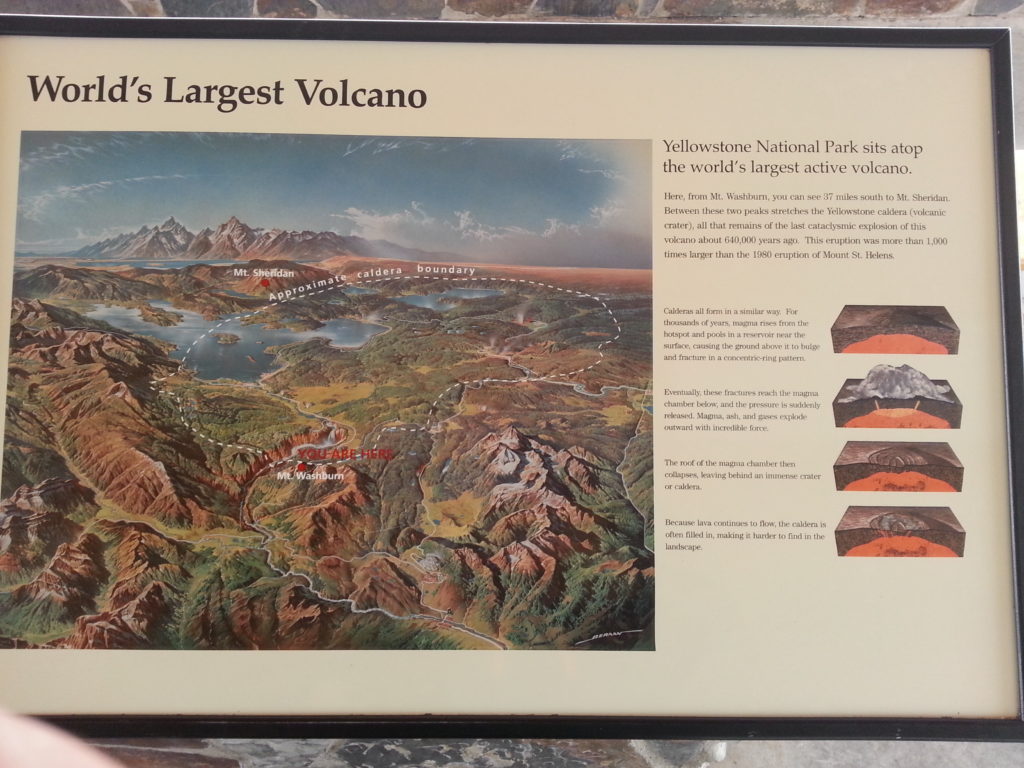 World's Largest Volcano
Yellowstone National Park sits atop
the world's largest active volcano.
Here, from Mt. Washburn, you can see 37 miles south to Mt. Sheridan.
Between these two peaks stretches the Yellowstone caldera (volcanic
crater), all that remains of the last cataclysmic explosion of this
volcano about 640,000 years ago. This eruption was more than 1,000
times larger than the 1980 eruption of Mount St. Helens.
Mt. Sheridan
Approximate caldera boundary
YOU ARE HERE
Mt. Washburn
BERANN
Calderas all form in a similar way. For
thousands of years, magma rises from the
hotspot and pools in a reservoir near the
surface, causing the ground above it to bulge
and fracture in a concentric-ring pattern.
Eventually, these fractures reach the magma
chamber below, and the pressure is suddenly
released. Magma, ash, and gases explode
outward with incredible force.
The roof of the magma chamber then
collapses, leaving behind an immense crater
or caldera.
Because lava continues to flow, the caldera is
often filled in, making it harder to find in the
landscape.